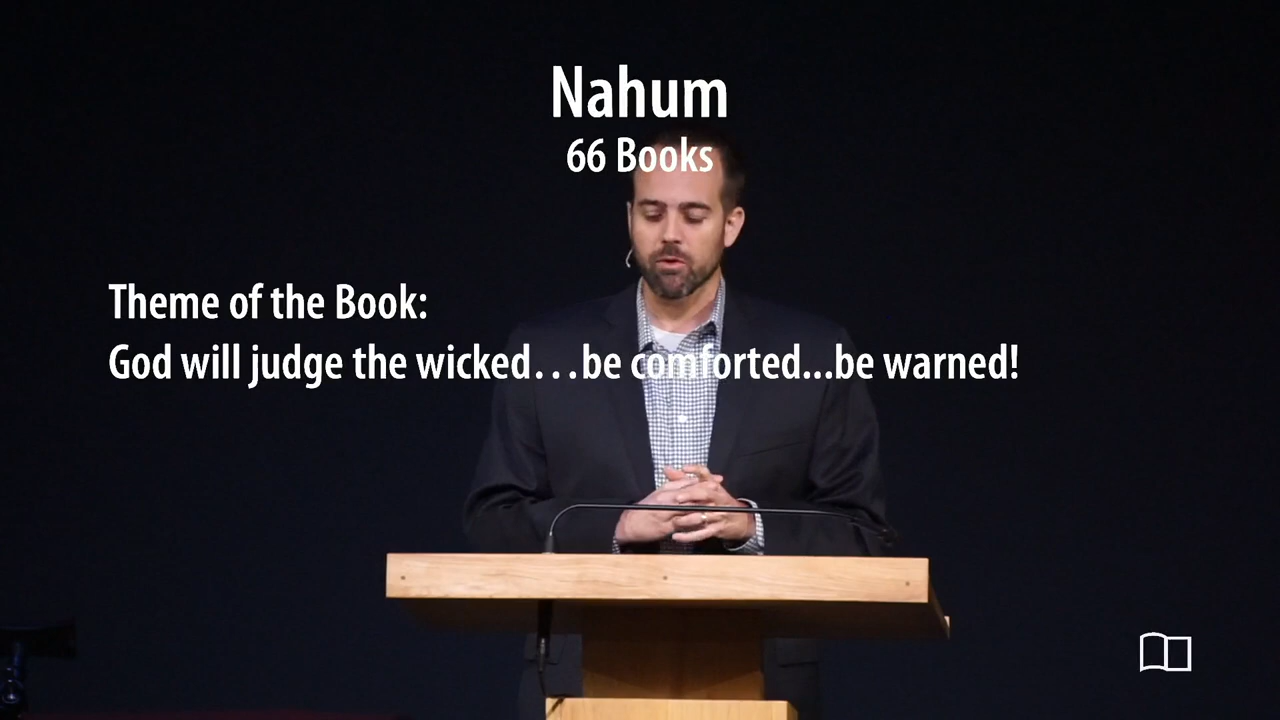 Nahum
66 Books
Theme of the Book:
God will judge the wicked…be comforted...be warned!